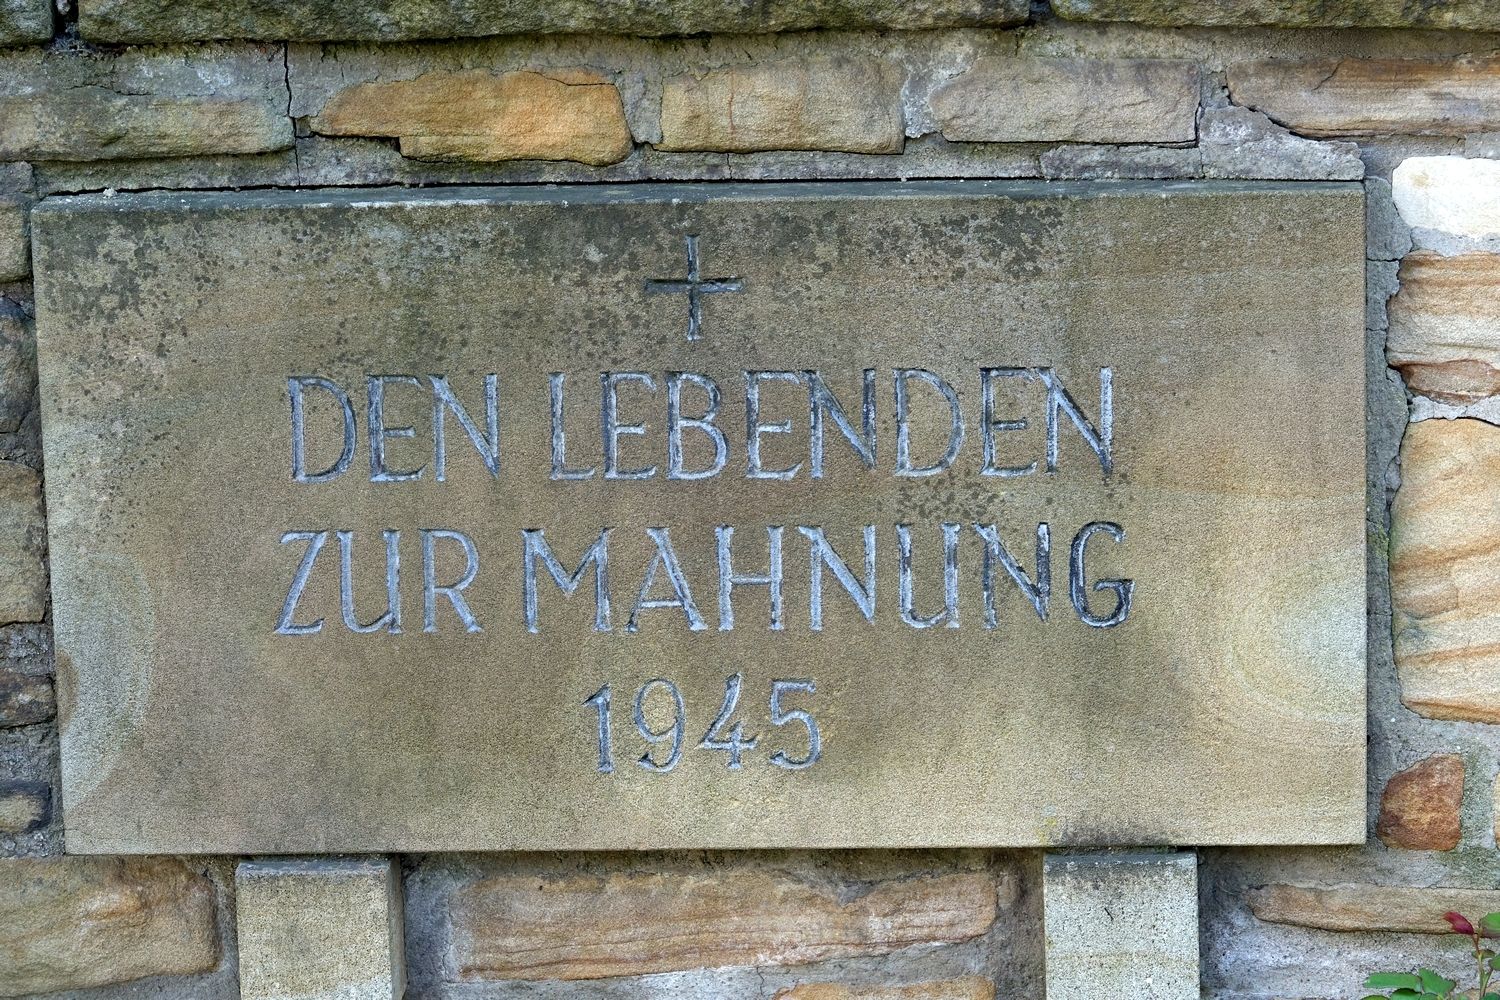 DEN LEBENDEN
ZUR MAHNUNG
1945